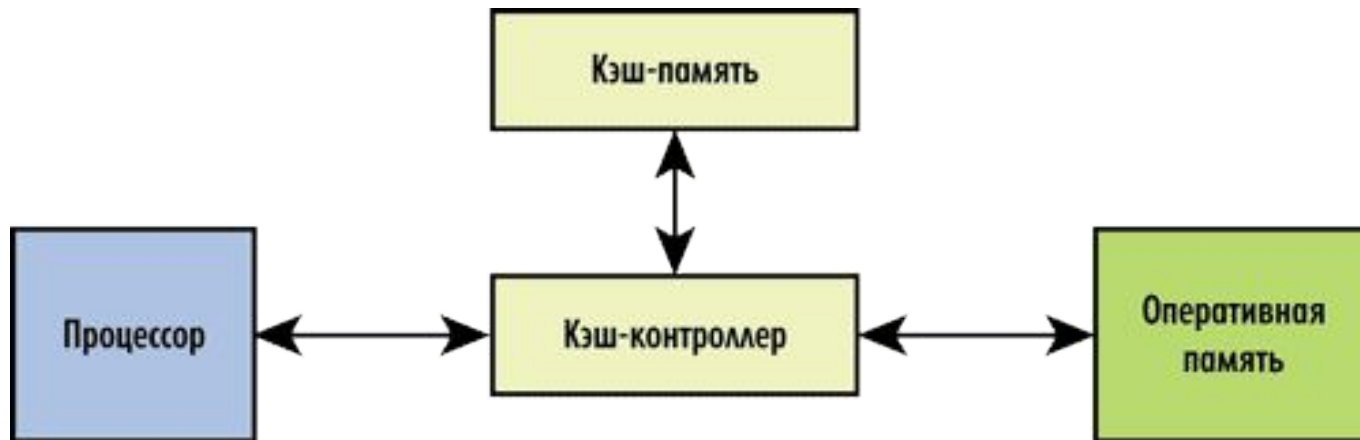 Кэш-память
Процессор
Кэш-контроллер
Оперативная
память